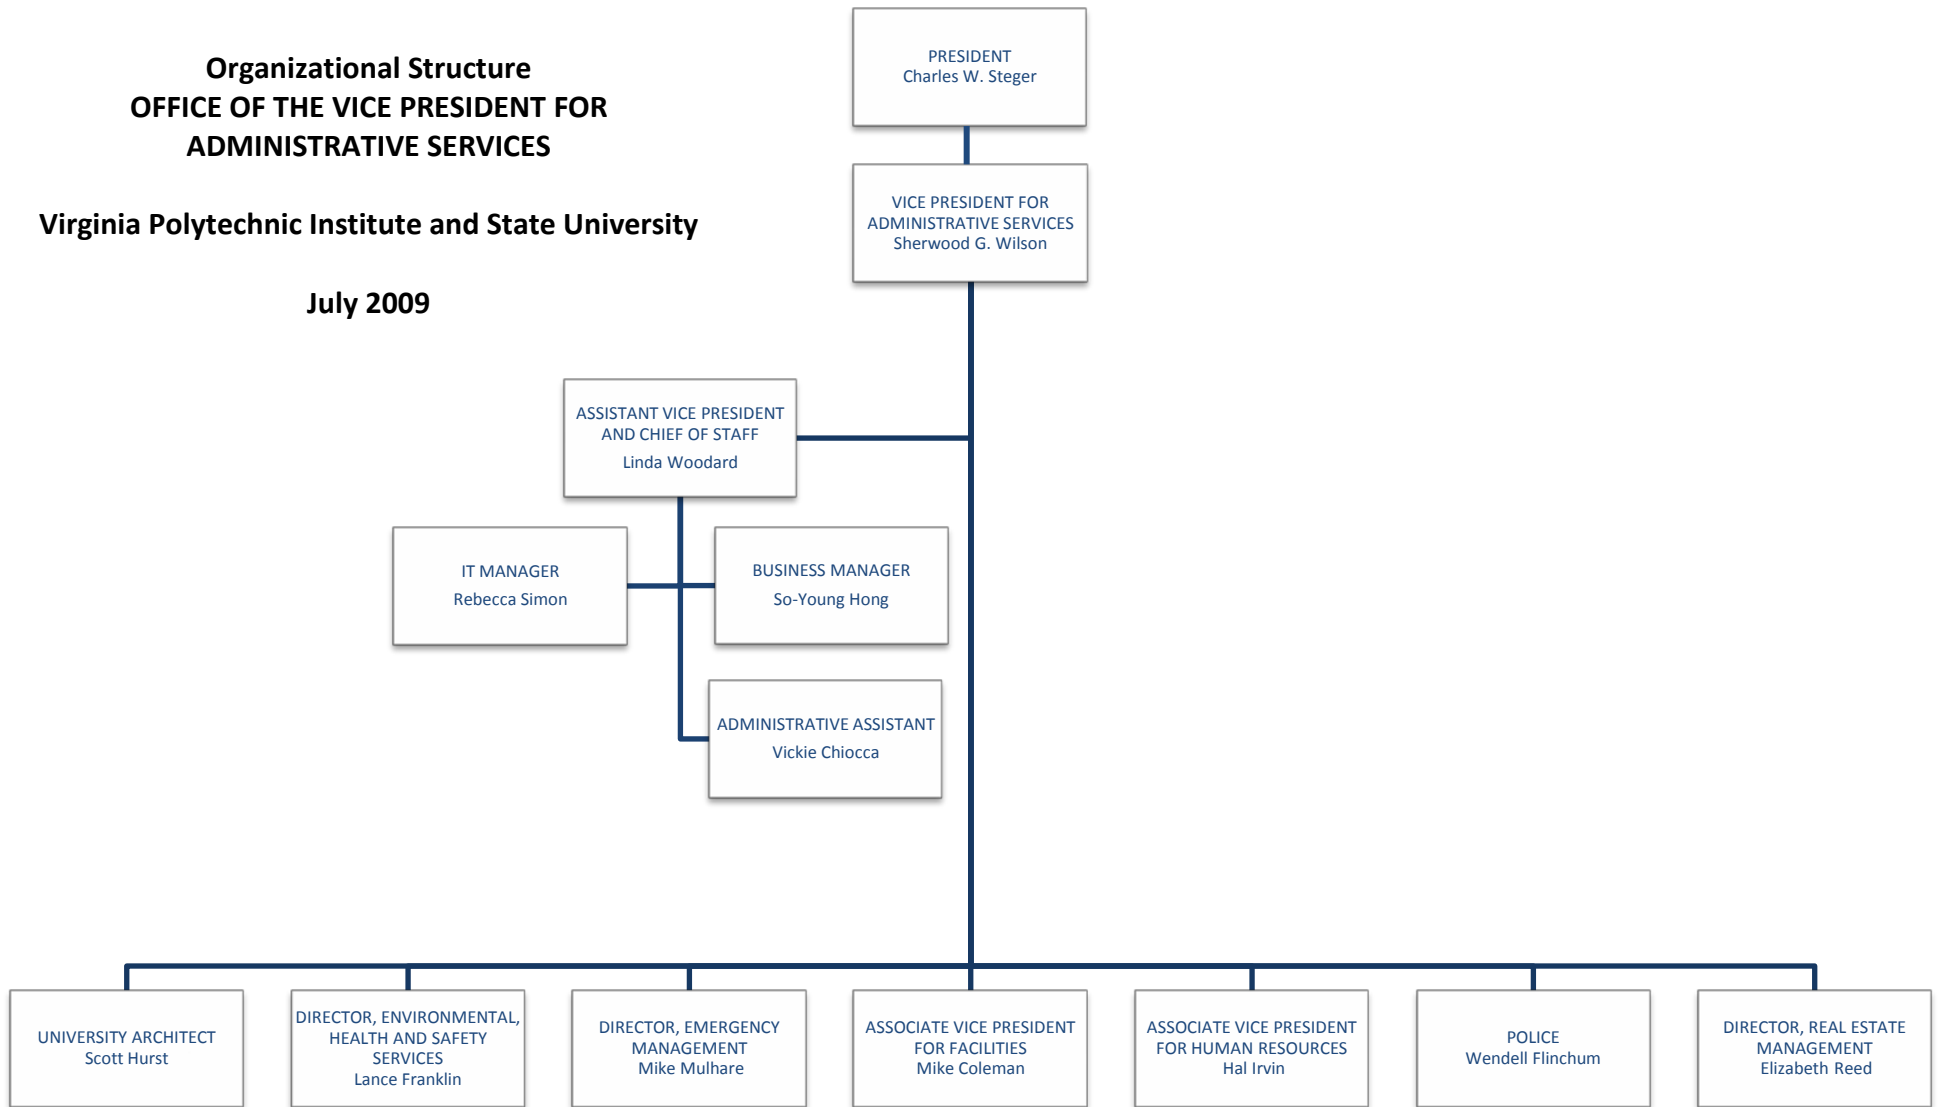 Organizational Structure
OFFICE OF THE VICE PRESIDENT FOR
ADMINISTRATIVE SERVICES
Virginia Polytechnic Institute and State University
July 2009
PRESIDENT
Charles W. Steger
VICE PRESIDENT FOR
ADMINISTRATIVE SERVICES
Sherwood G. Wilson
ASSISTANT VICE PRESIDENT
AND CHIEF OF STAFF
Linda Woodard
IT MANAGER
Rebecca Simon
BUSINESS MANAGER
So-Young Hong
ADMINISTRATIVE ASSISTANT
Vickie Chiocca
UNIVERSITY ARCHITECT
Scott Hurst
DIRECTOR, ENVIRONMENTAL,
HEALTH AND SAFETY
SERVICES
Lance Franklin
DIRECTOR, EMERGENCY
MANAGEMENT
Mike Mulhare
ASSOCIATE VICE PRESIDENT
FOR FACILITIES
Mike Coleman
ASSOCIATE VICE PRESIDENT
FOR HUMAN RESOURCES
Hal Irvin
POLICE
Wendell Flinchum
DIRECTOR, REAL ESTATE
MANAGEMENT
Elizabeth Reed